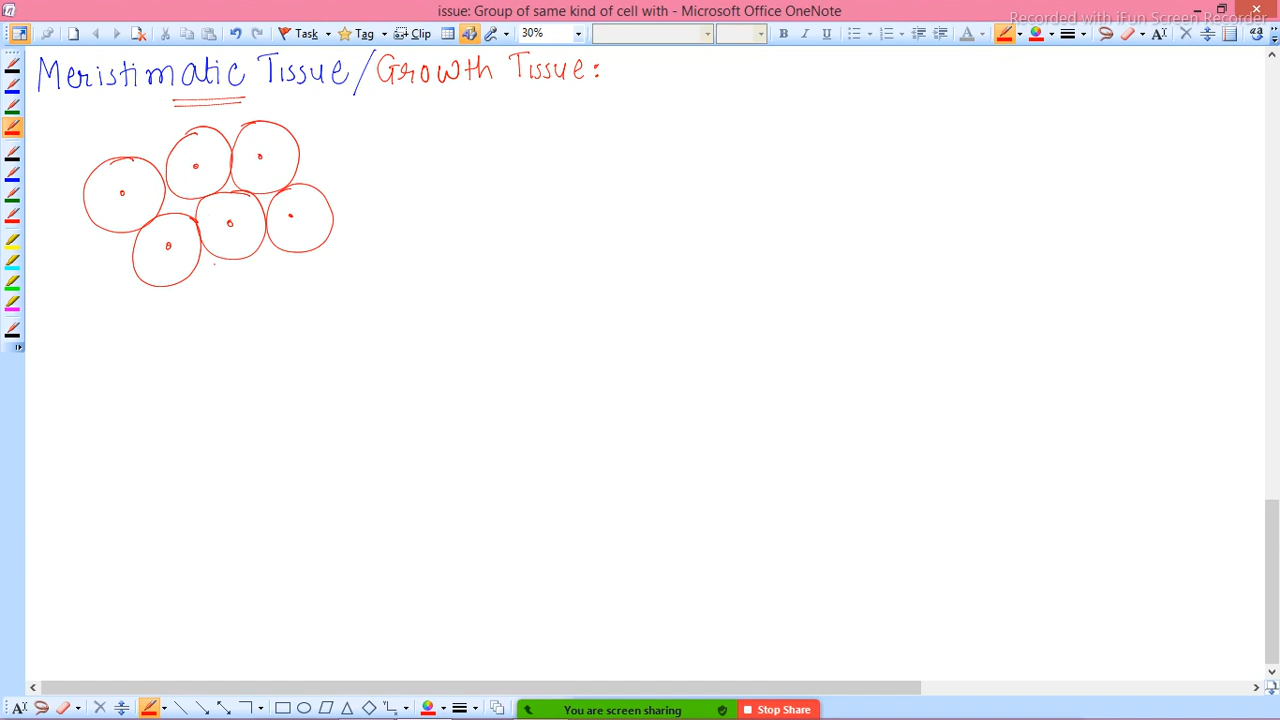 issue: Group of same kind of cell with - Microsoft Office OneNote
Recorded with iFun Screen Recorder
Task Tag Clip 30% B I U A
Meristimatic Tissue/Growth Tissue:
You are screen sharing Stop Share